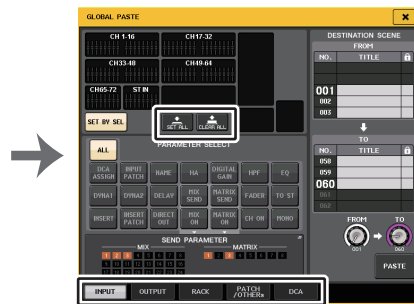 GLOBAL PASTE
CH 1-16
CH17-32
CH33-48
CH49-64
CH65-72
ST IN
SET BY SEL
SET ALL
CLEAR ALL
ALL
PARAMETER SELECT
DCA ASSIGN
INPUT PATCH
NAME
HA
DIGITAL GAIN
HPF
EQ
DYNA1
DYNA2
DELAY
MIX SEND
MATRIX SEND
FADER
TO ST
INSERT
INSERT PATCH
DIRECT OUT
MIX ON
MATRIX ON
CH ON
MONO
SEND PARAMETER
MIX
MATRIX
INPUT
OUTPUT
RACK
PATCH /OTHERs
DCA
DESTINATION SCENE
FROM
NO.
TITLE
001
002
003
TO
NO.
TITLE
058
059
060
061
062
FROM
TO
001
060
PASTE